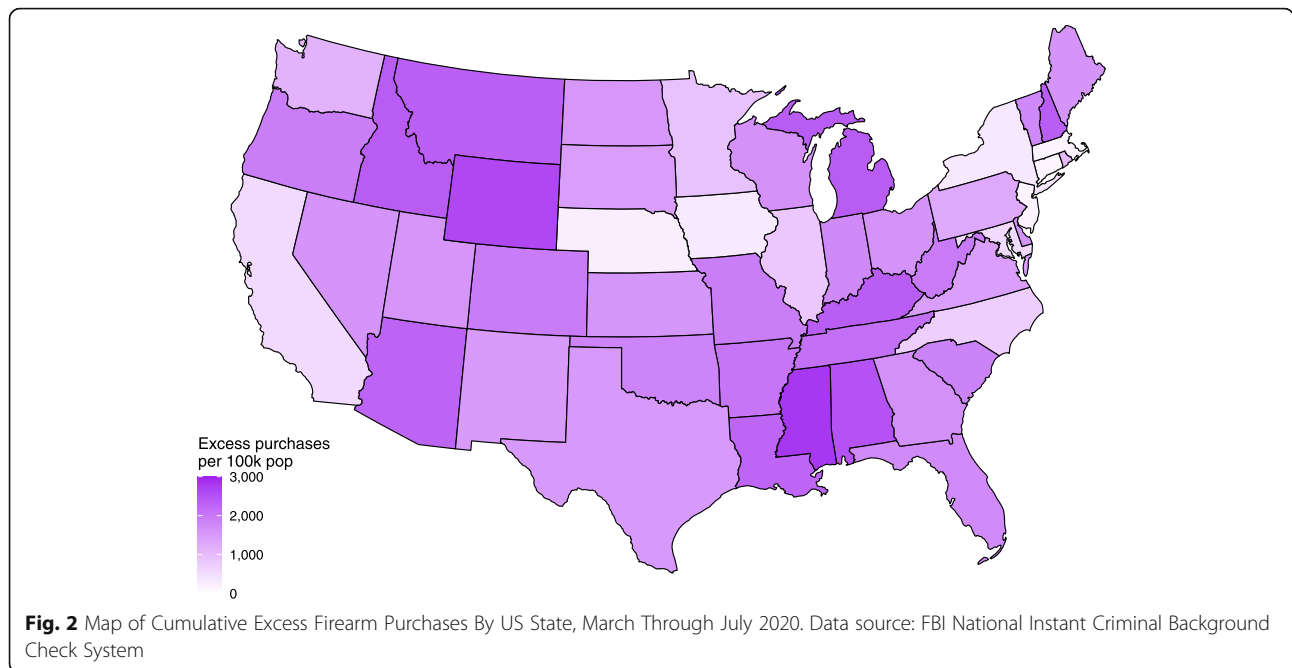 Excess purchases
per 100k pop
3,000
2,000
1,000
0
Fig. 2 Map of Cumulative Excess Firearm Purchases By US State, March Through July 2020. Data source: FBI National Instant Criminal Background
Check System